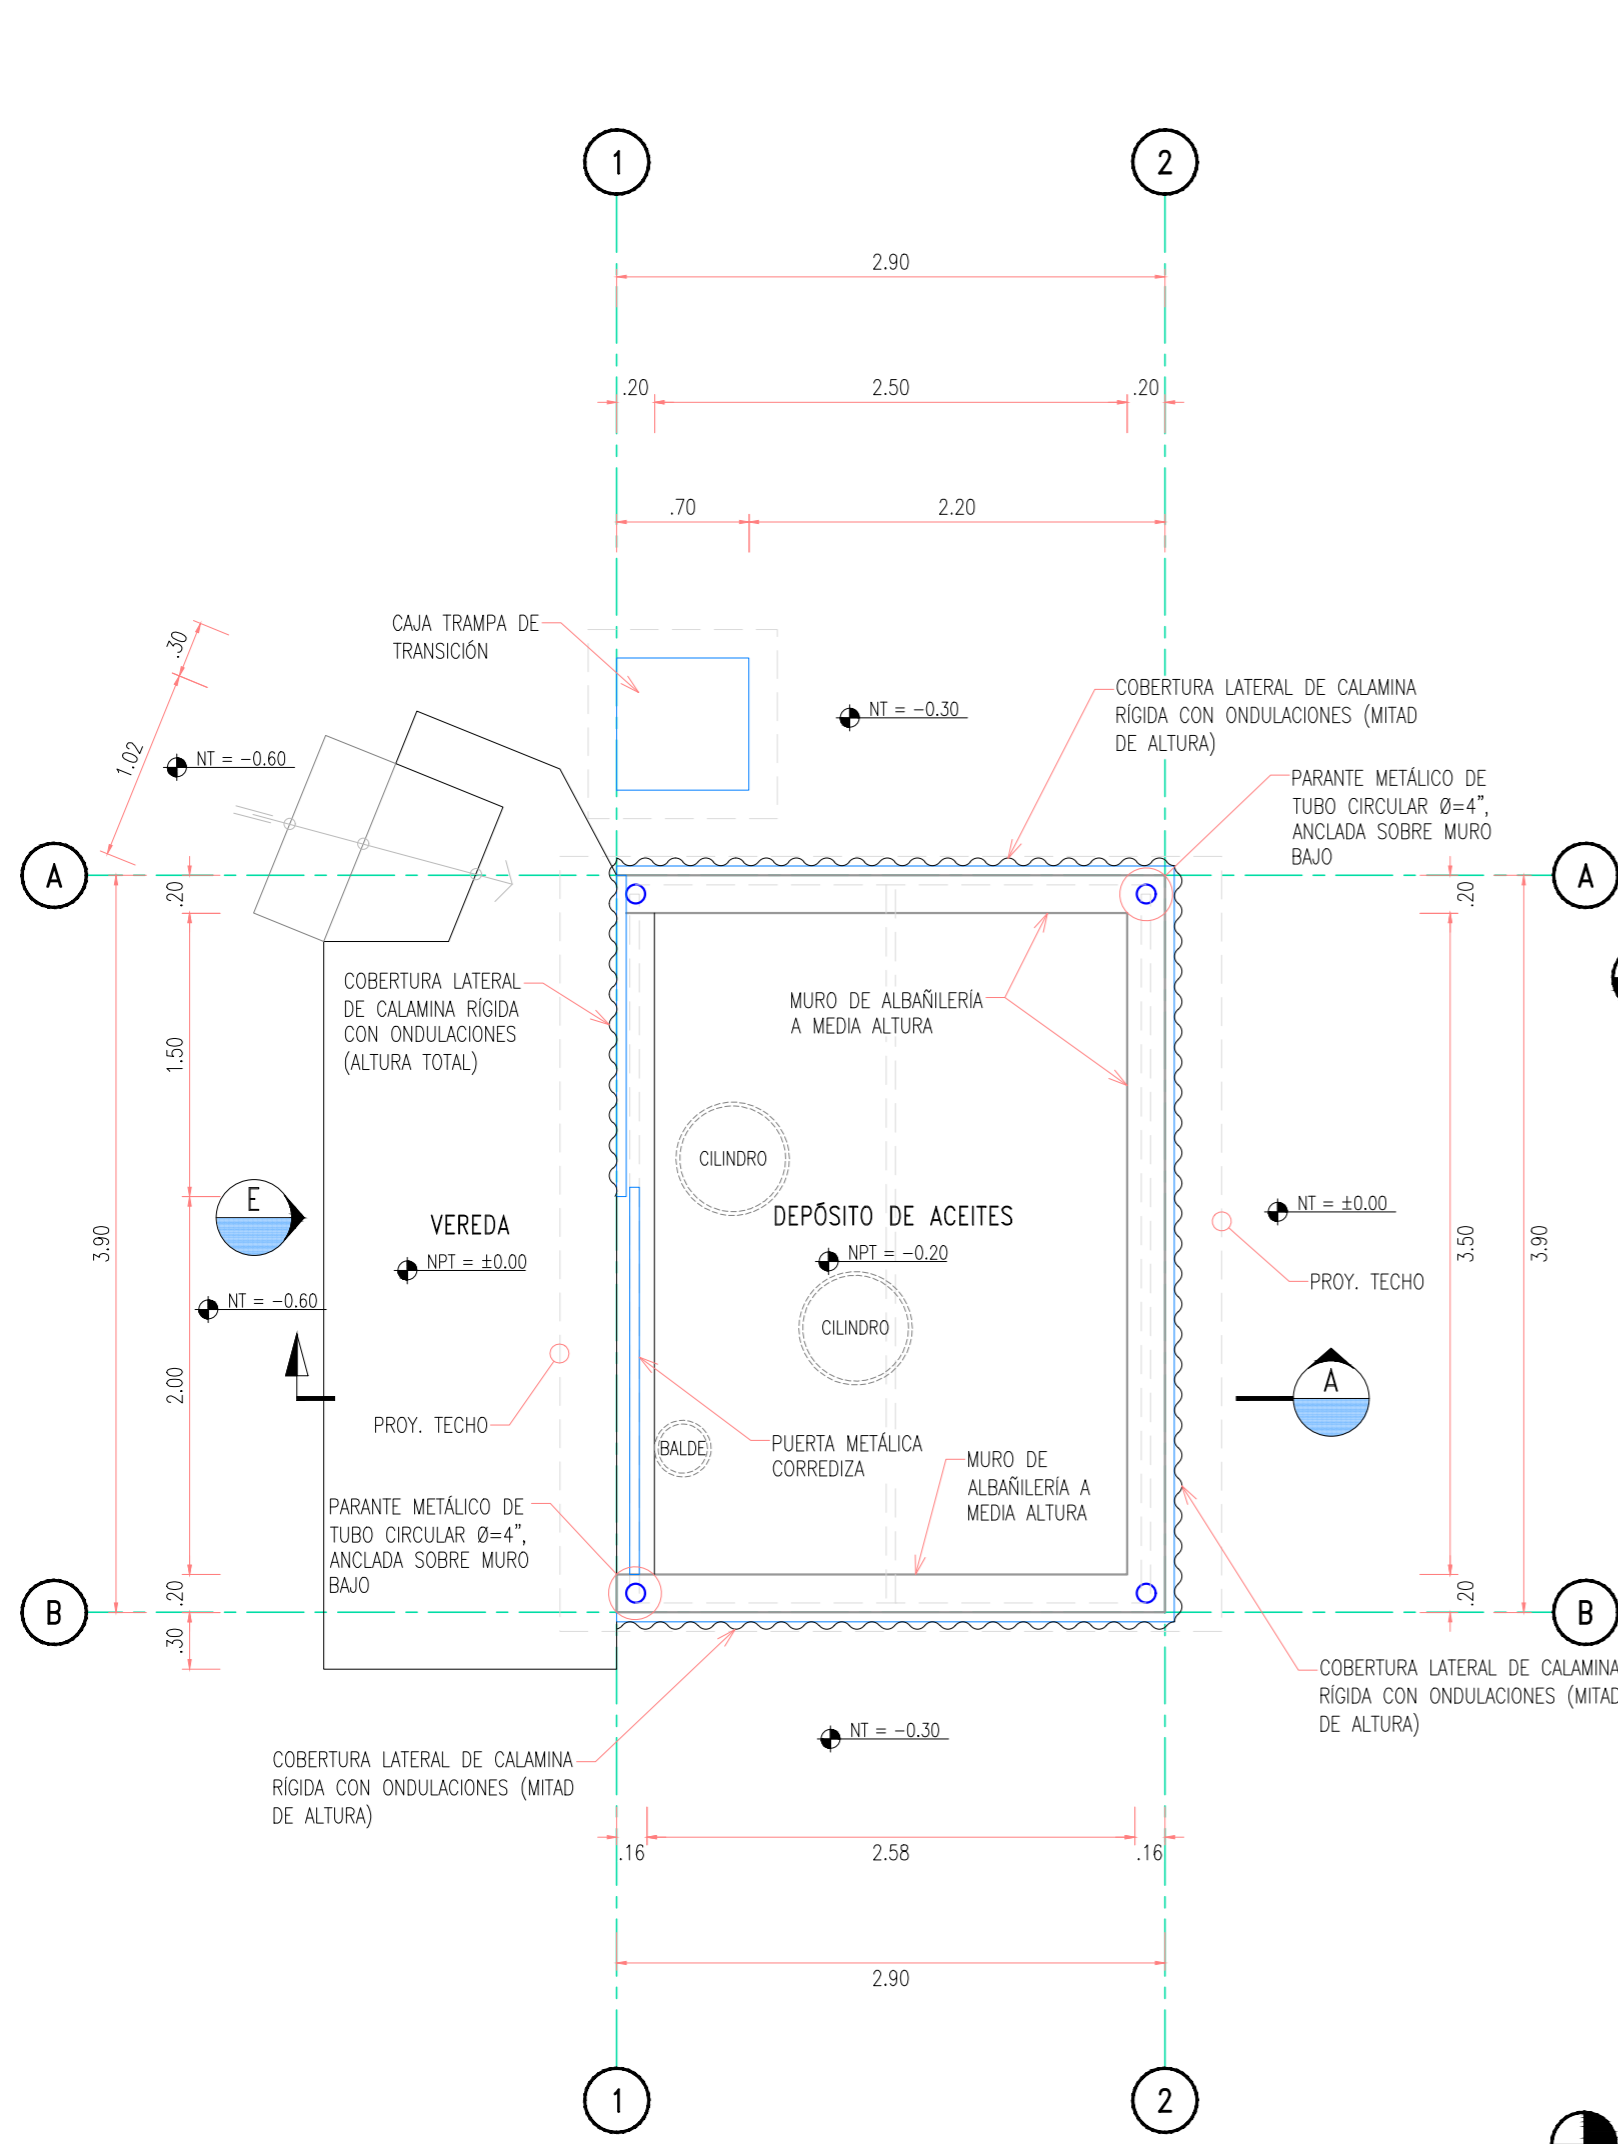 1
2
2.90
.20
2.50
.20
.70
2.20
CAJA TRAMPA DE
TRANSICIÓN
.30
1.02
NT = -0.60
NT = -0.30
COBERTURA LATERAL DE CALAMINA
RÍGIDA CON ONDULACIONES (MITAD
DE ALTURA)
PARANTE METÁLICO DE
TUBO CIRCULAR Ø=4",
ANCLADA SOBRE MURO
BAJO
A
A
.20
.20
COBERTURA LATERAL
DE CALAMINA RÍGIDA
CON ONDULACIONES
(ALTURA TOTAL)
MURO DE ALBAÑILERÍA
A MEDIA ALTURA
1.50
CILINDRO
E
VEREDA
NPT = ±0.00
DEPÓSITO DE ACEITES
NPT = -0.20
NT = ±0.00
3.90
3.50
3.90
NT = -0.60
PROY. TECHO
CILINDRO
2.00
A
PROY. TECHO
BALDE
PUERTA METÁLICA
CORREDIZA
MURO DE
ALBAÑILERÍA A
MEDIA ALTURA
PARANTE METÁLICO DE
TUBO CIRCULAR Ø=4",
ANCLADA SOBRE MURO
BAJO
.20
.20
B
B
.30
COBERTURA LATERAL DE CALAMINA
RÍGIDA CON ONDULACIONES (MITAD
DE ALTURA)
NT = -0.30
COBERTURA LATERAL DE CALAMINA
RÍGIDA CON ONDULACIONES (MITAD
DE ALTURA)
.16
2.58
.16
2.90
1
2